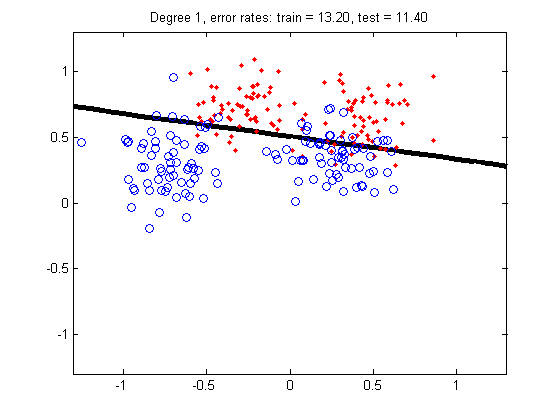 Degree 1, error rates: train = 13.20, test = 11.40
1
0.5
0
-0.5
-1
-1 -0.5 0 0.5 1